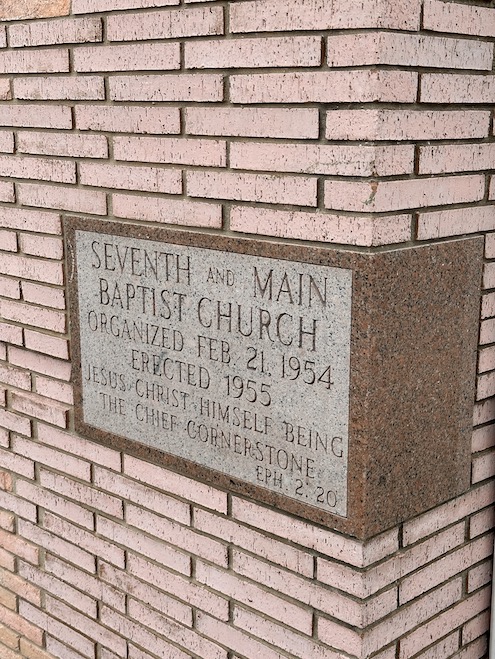 SEVENTH AND MAIN
BAPTIST CHURCH
ORGANIZED FEB. 21, 1954
ERECTED 1955
JESUS CHRIST HIMSELF BEING
THE CHIEF CORNERSTONE
EPH. 2. 20